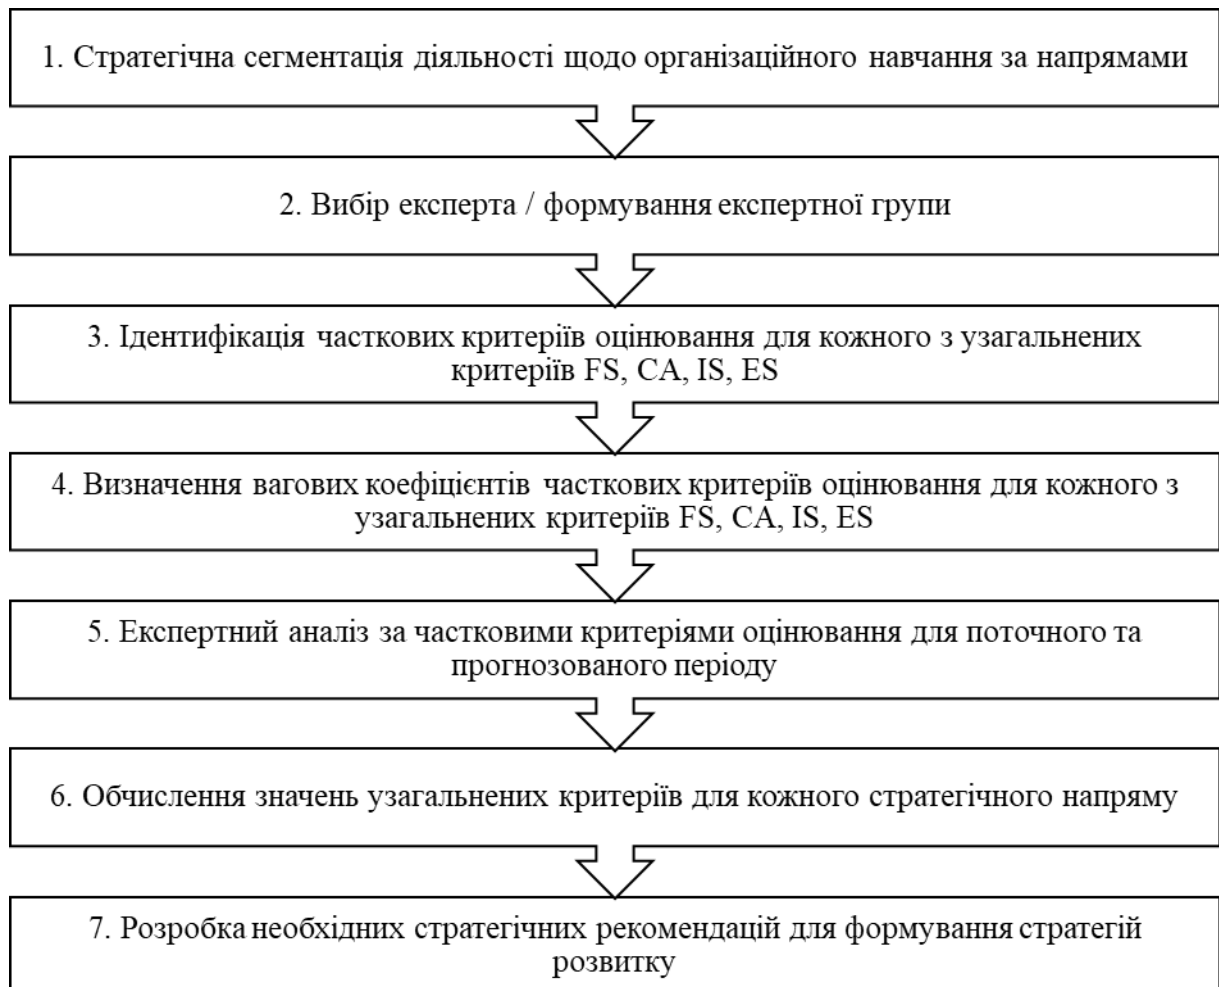 1. Стратегічна сегментація діяльності щодо організаційного навчання за напрямами
2. Вибір експерта / формування експертної групи
3. Ідентифікація часткових критеріїв оцінювання для кожного з узагальнених
критеріїв FS, CA, IS, ES
4. Визначення вагових коефіцієнтів часткових критеріїв оцінювання для кожного з
узагальнених критеріїв FS, CA, IS, ES
5. Експертний аналіз за частковими критеріями оцінювання для поточного та
прогнозованого періоду
6. Обчислення значень узагальнених критеріїв для кожного стратегічного напряму
7. Розробка необхідних стратегічних рекомендацій для формування стратегій
розвитку